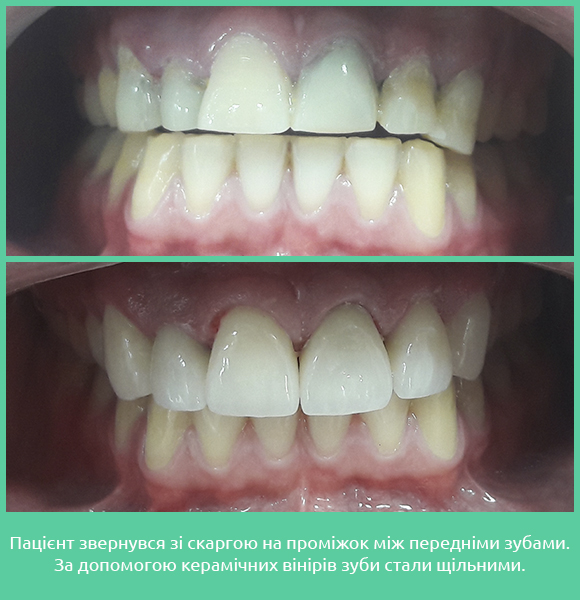 Пацієнт звернувся зі скаргою на проміжок між передніми зубами.
За допомогою керамічних вінірів зуби стали щільними.